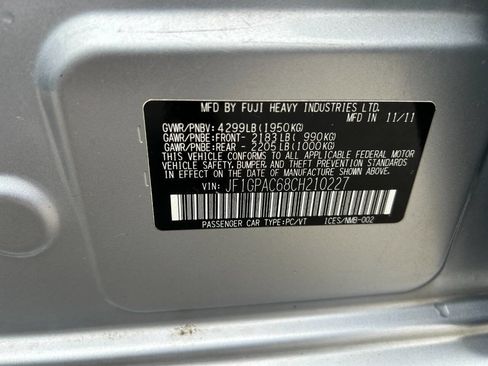 MFD BY FUJI HEAVY INDUSTRIES LTD.
MFD IN 11/11
GVWR/PNBV: 4299LB(1950KG)
GAWR/PNBE:FRONT- 2183LB( 990KG)
GAWR/PNBE:REAR - 2205LB(1000KG)
THIS VEHICLE CONFORMS TO ALL APPLICABLE FEDERAL MOTOR
VEHICLE SAFETY, BUMPER, AND THEFT PREVENTION STANDARDS
IN EFFECT ON THE DATE OF MANUFACTURE SHOWN ABOVE.
VIN: JF1GPAC68CH210227
PASSENGER CAR TYPE:PC/VT ICES/NMB-002